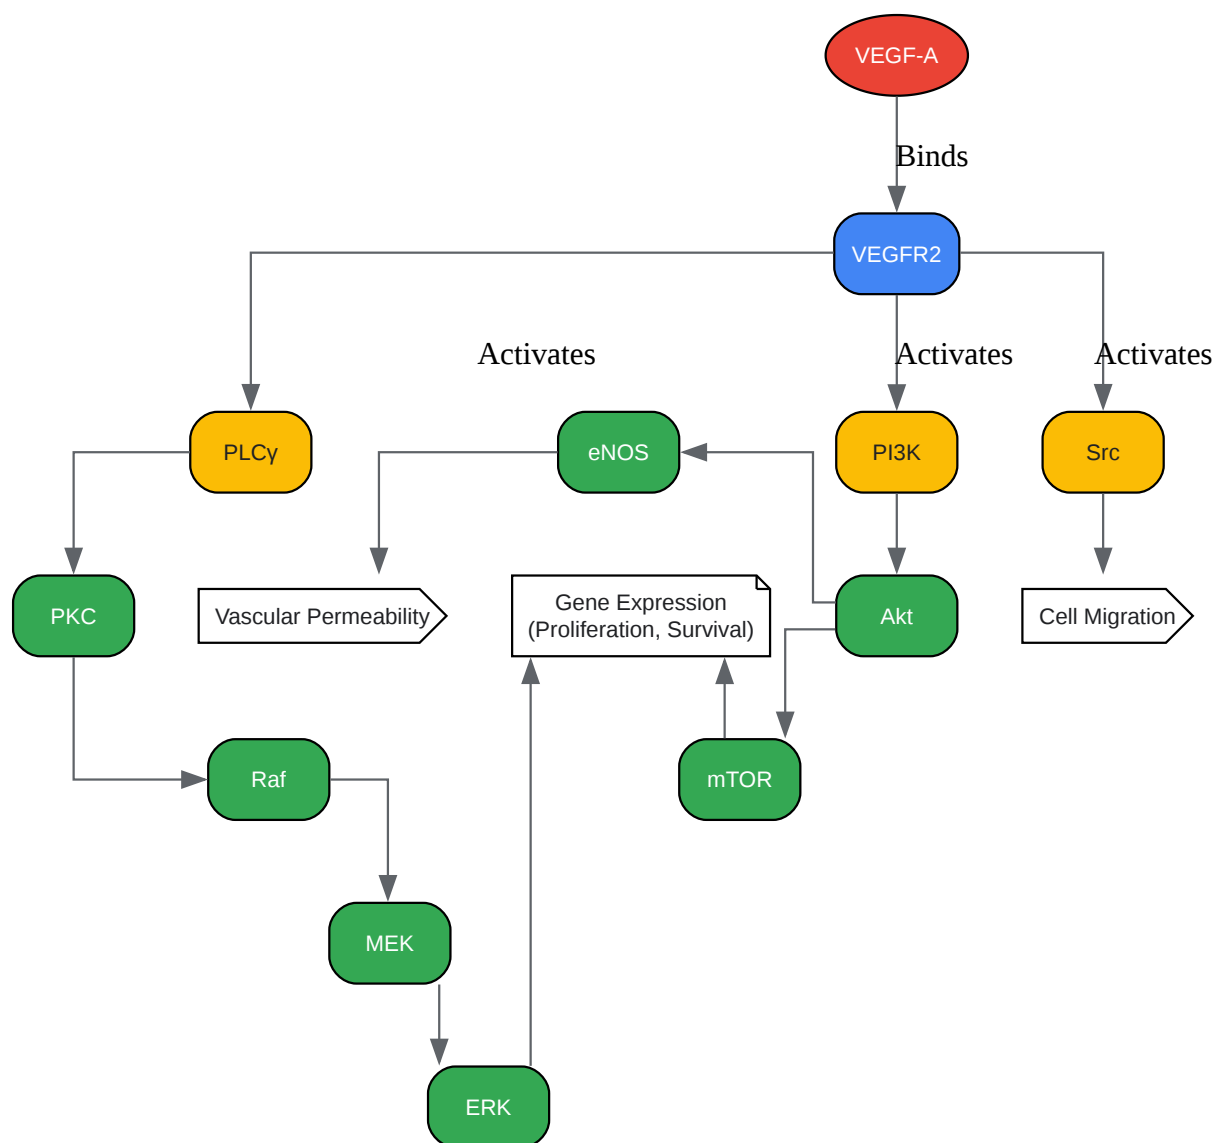 VEGF-A
Binds
VEGFR2
Activates
Activates
Activates
PLCγ
eNOS
PI3K
Src
PKC
Vascular Permeability
Gene Expression
(Proliferation, Survival)
Akt
Cell Migration
Raf
mTOR
MEK
ERK